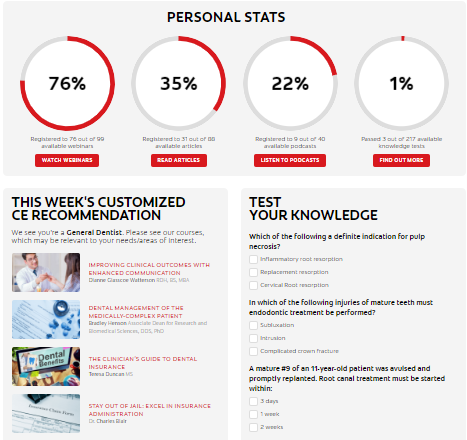 PERSONAL STATS
76%
35%
22%
1%
Registered to 76 out of 99
available webinars
Registered to 31 out of 88
available articles
Registered to 9 out of 40
available podcasts
Passed 3 out of 217 available
knowledge tests
WATCH WEBINARS
READ ARTICLES
LISTEN TO PODCASTS
FIND OUT MORE
THIS WEEK'S CUSTOMIZED
CE RECOMMENDATION
We see you're a General Dentist. Please see our courses,
which may be relevant to your needs/areas of interest.
IMPROVING CLINICAL OUTCOMES WITH
ENHANCED COMMUNICATION
Dianne Glasscoe Watterson RDH, BS, MBA
DENTAL MANAGEMENT OF THE
MEDICALLY-COMPLEX PATIENT
Bradley Henson Associate Dean for Research and
Biomedical Sciences, DDS, PhD
Dental
Benefits
THE CLINICIAN'S GUIDE TO DENTAL
INSURANCE
Teresa Duncan MS
STAY OUT OF JAIL: EXCEL IN INSURANCE
ADMINISTRATION
Dr. Charles Blair
TEST
YOUR KNOWLEDGE
Which of the following a definite indication for pulp
necrosis?
Inflammatory root resorption
Replacement resorption
Cervical Root resorption
In which of the following injuries of mature teeth must
endodontic treatment be performed?
Subluxation
Intrusion
Complicated crown fracture
A mature #9 of an 11-year-old patient was avulsed and
promptly replanted. Root canal treatment must be started
within:
3 days
1 week
2 weeks